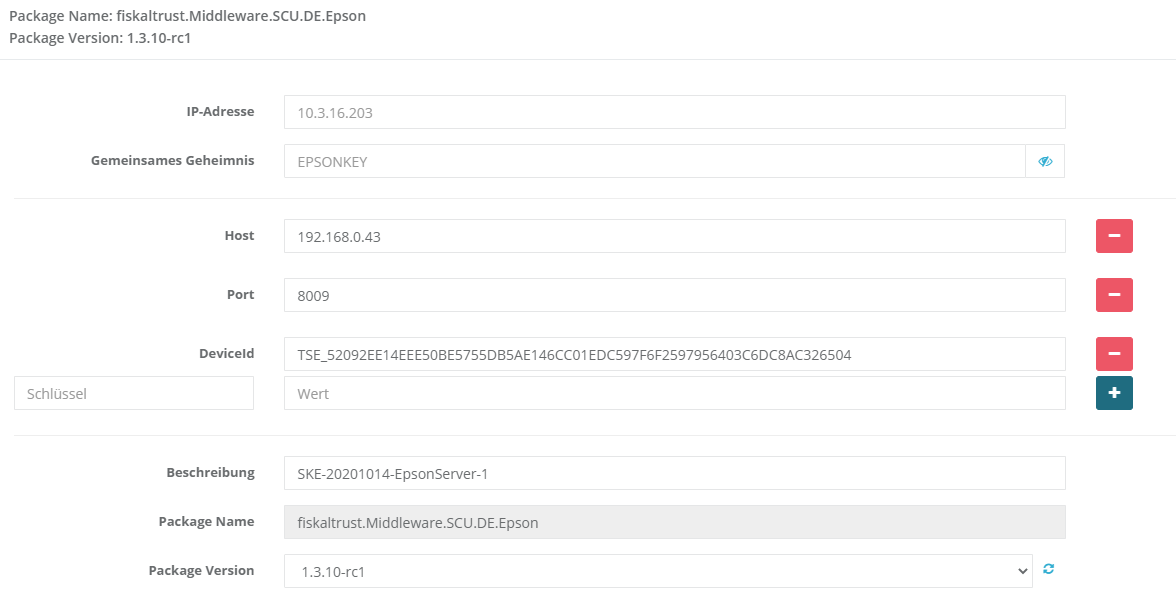 Package Name: fiskaltrust.Middleware.SCU.DE.Epson
Package Version: 1.3.10-rc1
IP-Adresse 10.3.16.203
Gemeinsames Geheimnis EPSONKEY
Host 192.168.0.43
Port 8009
DeviceId TSE_52092EE14EEE50BE5755DB5AE146CC01EDC597F6F2597956403C6DC8AC326504
Schlüssel Wert
Beschreibung SKE-20201014-EpsonServer-1
Package Name fiskaltrust.Middleware.SCU.DE.Epson
Package Version 1.3.10-rc1